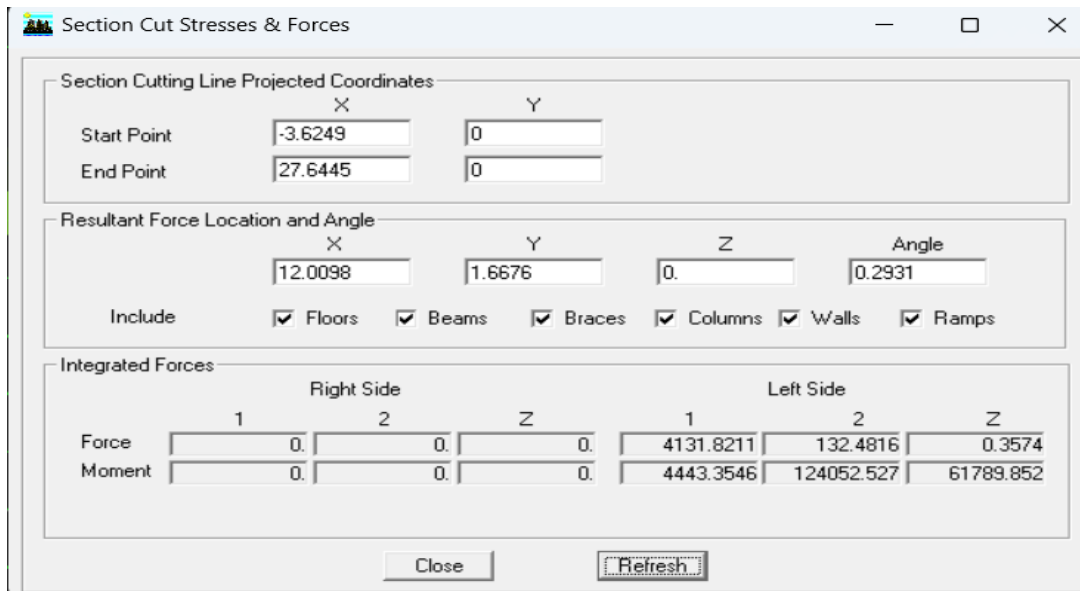 Section Cut Stresses & Forces
Section Cutting Line Projected Coordinates
X Y
Start Point -3.6249 0
End Point 27.6445 0
Resultant Force Location and Angle
X Y Z Angle
12.0098 1.6676 0. 0.2931
Include Floors Beams Braces Columns Walls Ramps
Integrated Forces
Right Side Left Side
1 2 Z 1 2 Z
Force 0. 0. 0. 4131.8211 132.4816 0.3574
Moment 0. 0. 0. 4443.3546 124052.527 61789.852
Close Refresh